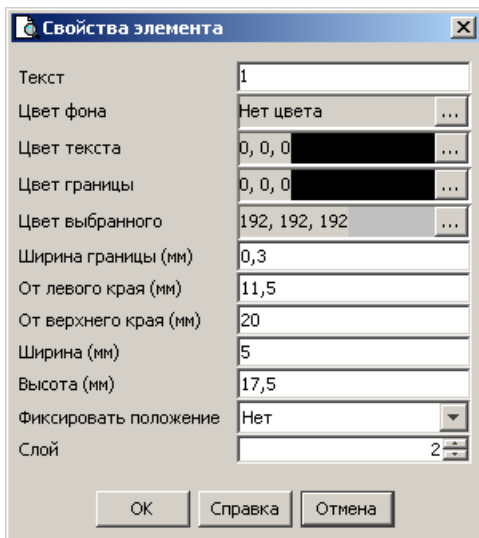 Свойства элемента
Текст 1
Цвет фона Нет цвета ...
Цвет текста 0, 0, 0 ...
Цвет границы 0, 0, 0 ...
Цвет выбранного 192, 192, 192 ...
Ширина границы (мм) 0,3
От левого края (мм) 11,5
От верхнего края (мм) 20
Ширина (мм) 5
Высота (мм) 17,5
Фиксировать положение Нет
Слой 2
ОК Справка Отмена